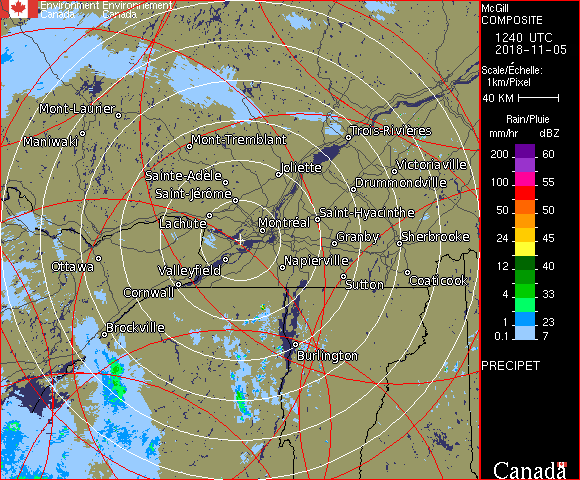 Environment Environnement
Canada Canada
McGill
COMPOSITE
1240 UTC
2018-11-05
Scale/Échelle:
1km/Pixel
40 KM
Rain/Pluie
mm/hr dBZ
200 60
100 55
50 50
24 45
12 40
4 33
1 23
0.1 7
PRECIPET
Canada
Mont-Laurier
Maniwaki
Mont-Tremblant
Trois-Rivières
Joliette
Victoriaville
Sainte-Adèle
Drummondville
Saint-Jérôme
Lachute
Saint-Hyacinthe
Montréal
Granby
Sherbrooke
Ottawa
Valleyfield
Napierville
Cornwall
Sutton
Coaticook
Brockville
Burlington